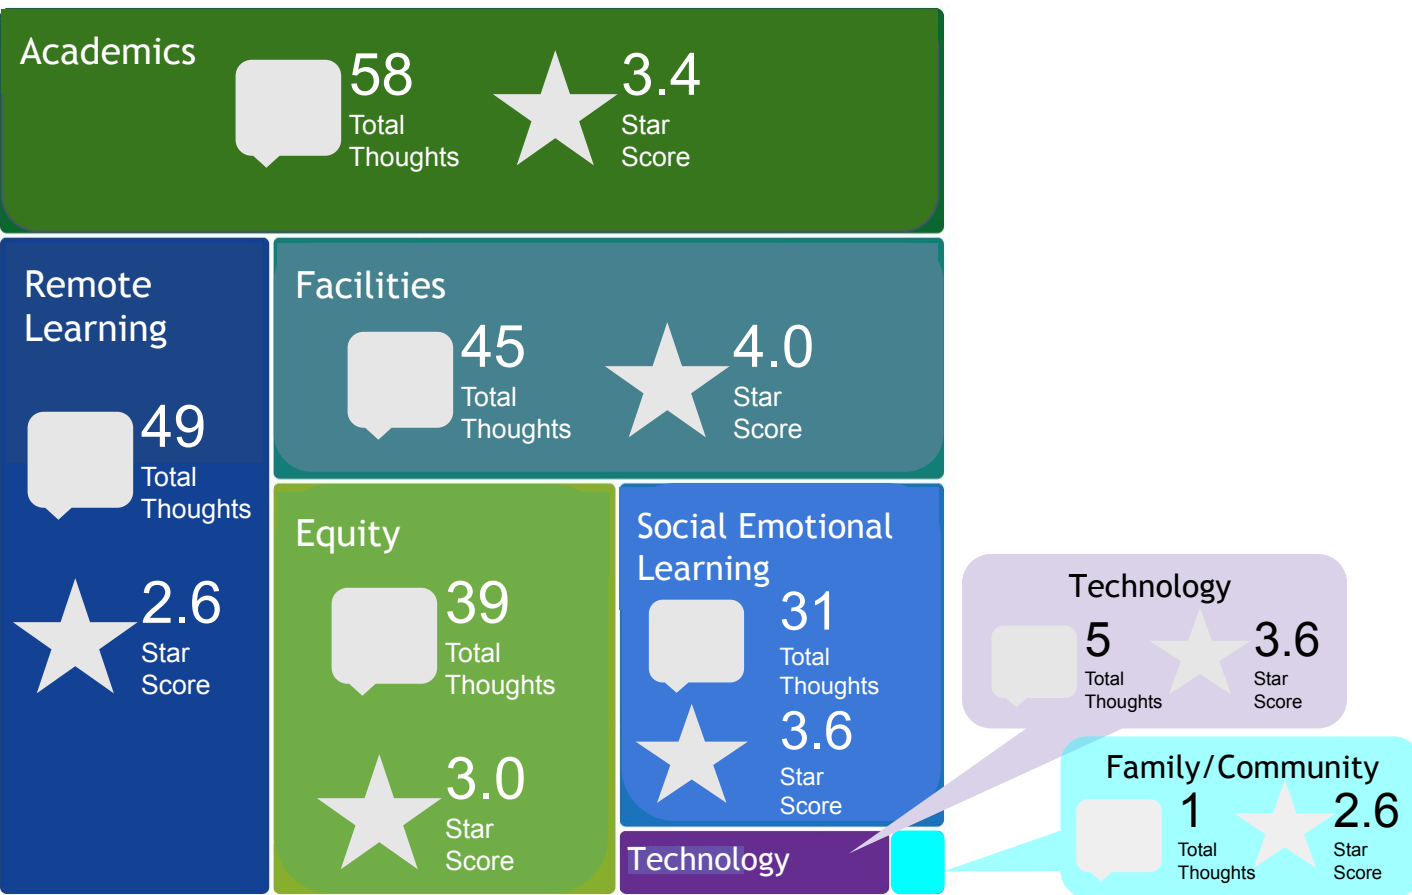 Academics
58
Total
Thoughts
3.4
Star
Score
Remote
Learning
49
Total
Thoughts
2.6
Star
Score
Facilities
45
Total
Thoughts
4.0
Star
Score
Equity
39
Total
Thoughts
3.0
Star
Score
Social Emotional
Learning
31
Total
Thoughts
3.6
Star
Score
Technology
Technology
5
Total
Thoughts
3.6
Star
Score
Family/Community
1
Total
Thoughts
2.6
Star
Score